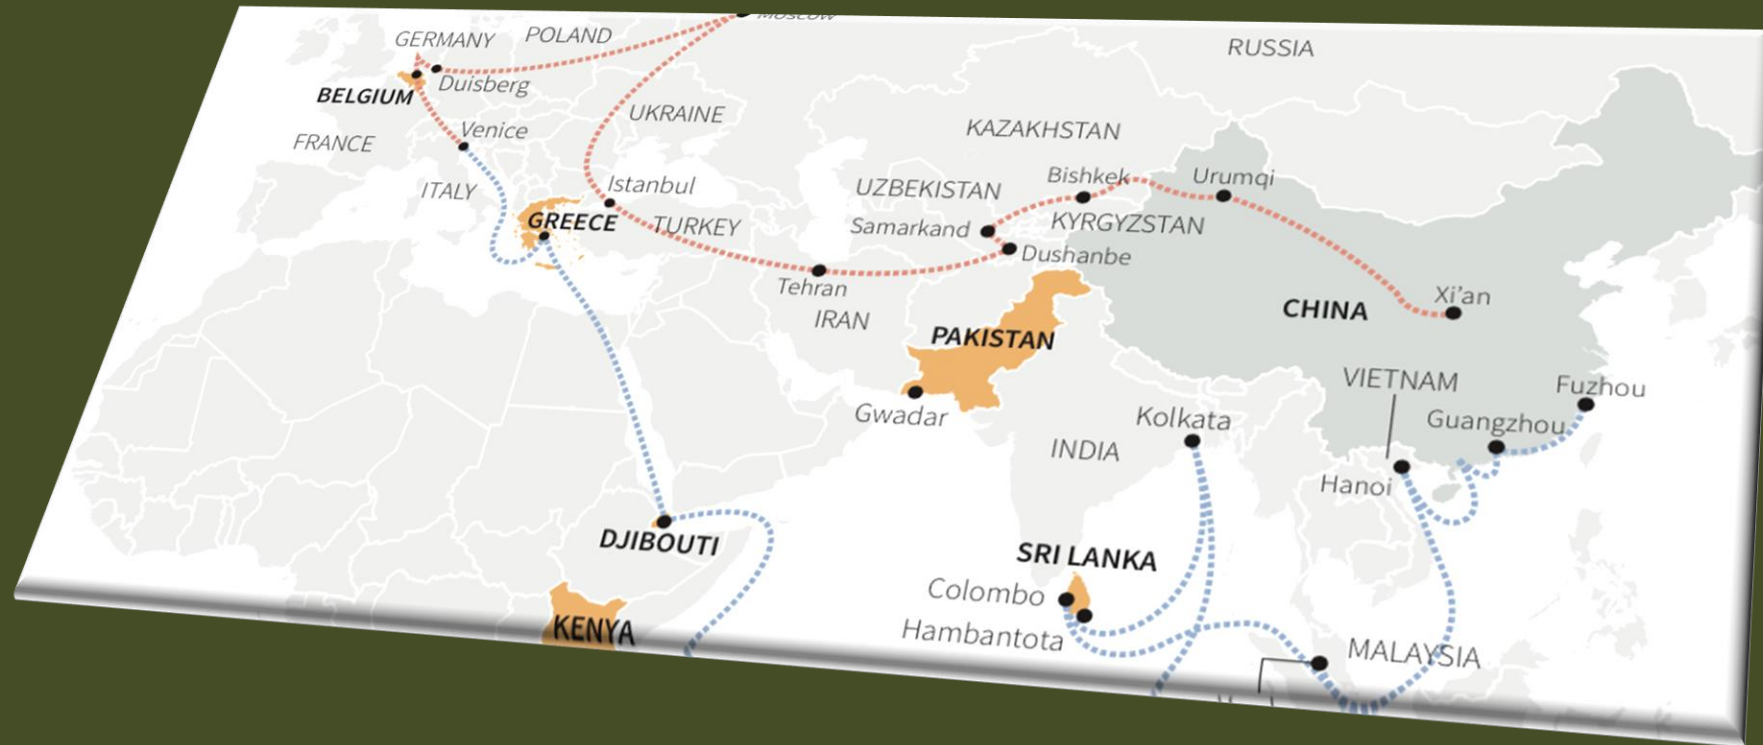 Moscow
GERMANY
POLAND
RUSSIA
Duisberg
BELGIUM
UKRAINE
Venice
FRANCE
KAZAKHSTAN
Bishkek
Urumqi
Istanbul
ITALY
UZBEKISTAN
GREECE
TURKEY
Samarkand
KYRGYZSTAN
Dushanbe
Tehran
Xi'an
CHINA
IRAN
PAKISTAN
VIETNAM
Fuzhou
Gwadar
Kolkata
Guangzhou
INDIA
Hanoi
DJIBOUTI
SRI LANKA
Colombo
Hambantota
KENYA
MALAYSIA